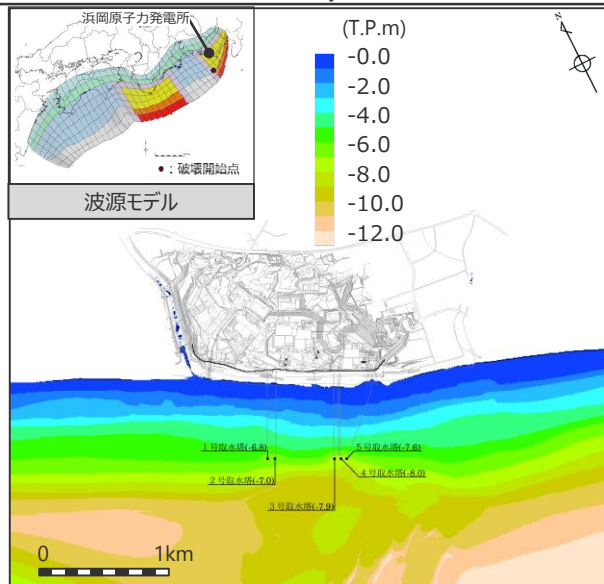 浜岡原子力発電所
●：破壊開始点
波源モデル
(T.P.m)
-0.0
-2.0
-4.0
-6.0
-8.0
-10.0
-12.0
N
1号取水塔(-6.8)
2号取水塔(-7.0)
3号取水塔(-7.9)
5号取水塔(-7.6)
4号取水塔(-8.0)
0 1km